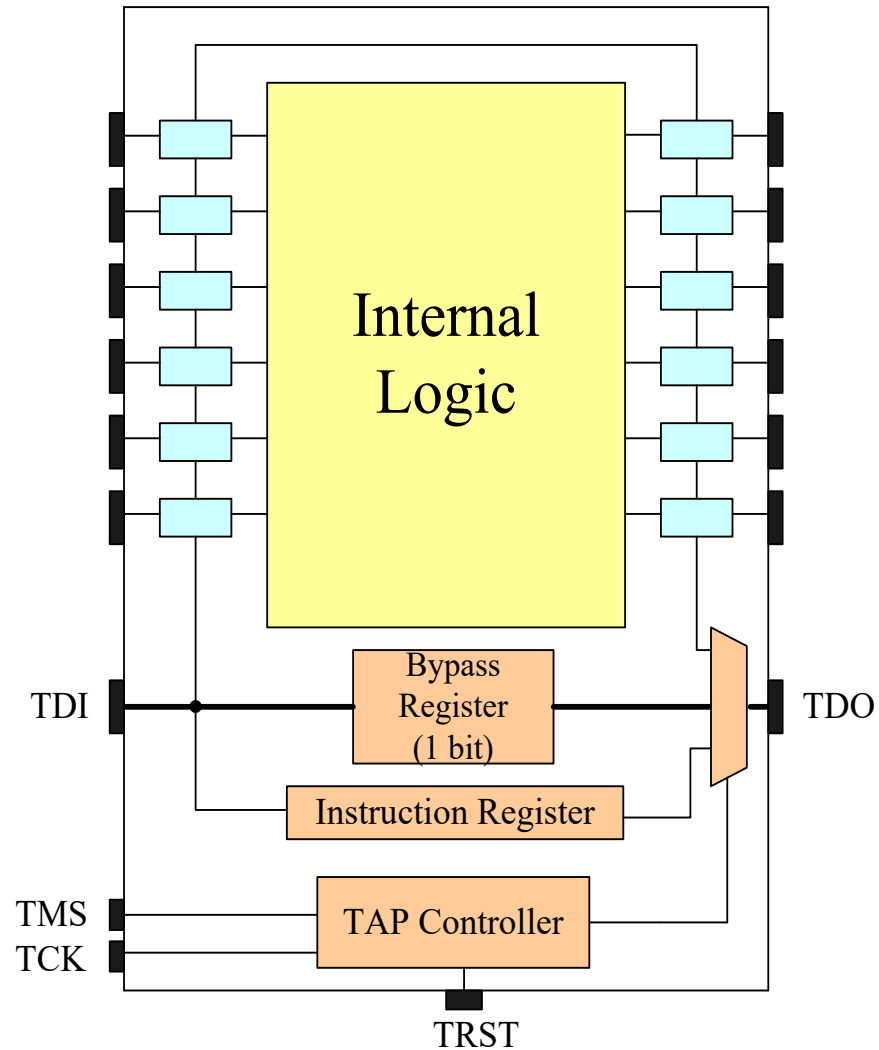 Internal
Logic
Bypass
Register
(1 bit)
TDI
TDO
Instruction Register
TMS
TAP Controller
TCK
TRST